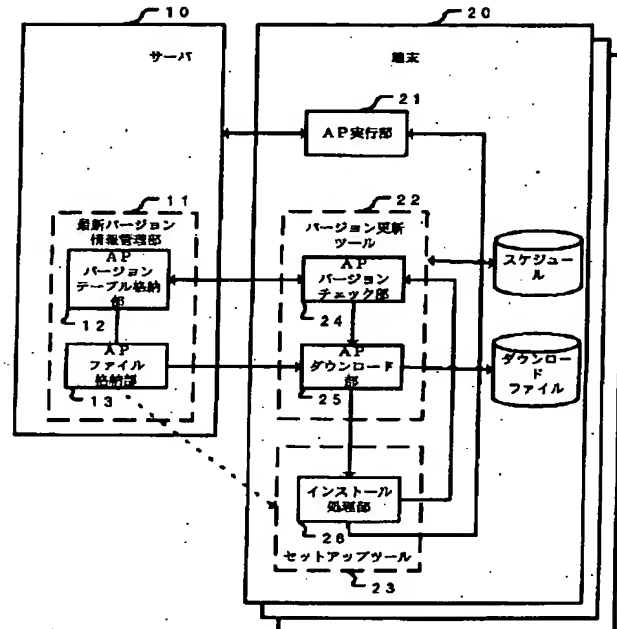 10
サーバ
20
端末
21
AP実行部
11
最新バージョン
情報管理部
AP
バージョン
テーブル格納
部
12
AP
ファイル
格納部
13
22
バージョン更新
ツール
AP
バージョン
チェック部
24
AP
ダウンロード
部
25
スケジュー
ル
ダウンロー
ド
ファイル
インストール
処理部
26
セットアップツール
23